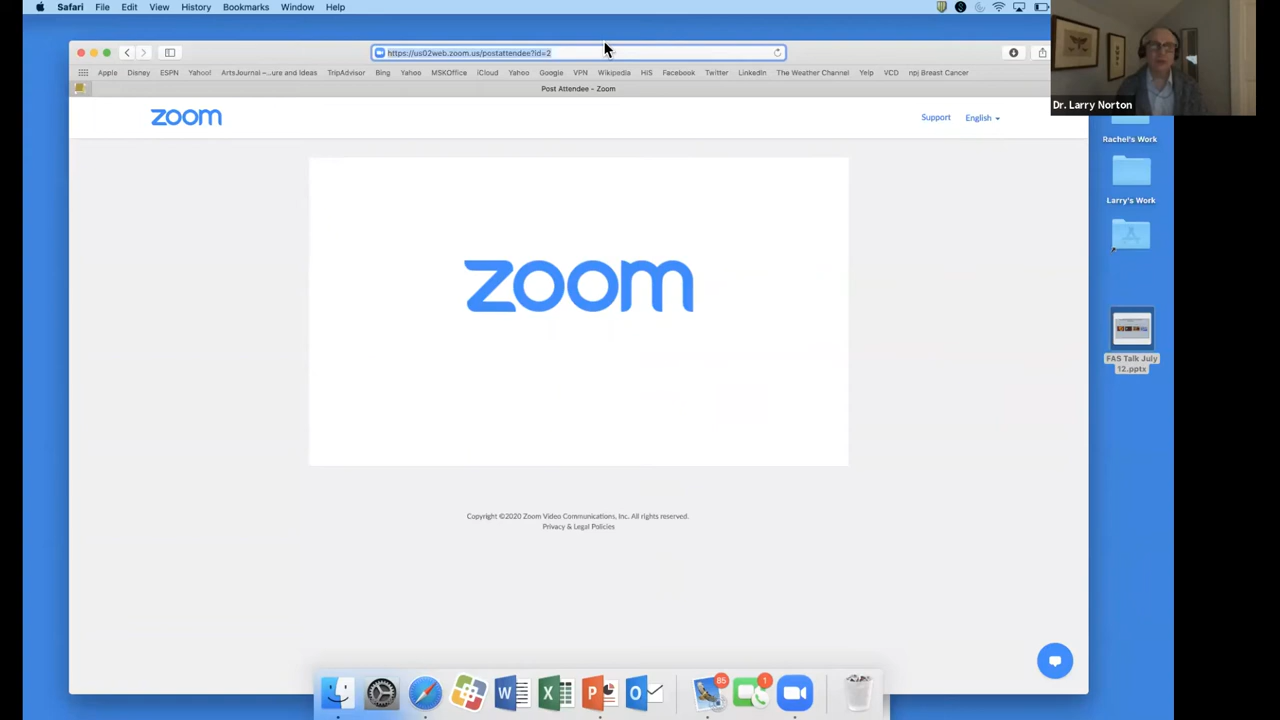 Safari File Edit View History Bookmarks Window Help
https://us02web.zoom.us/postattendee?id=2
Apple Disney ESPN Yahoo! ArtsJournal –...ure and Ideas TripAdvisor Bing Yahoo MSKOffice iCloud Yahoo Google VPN Wikipedia HIS Facebook Twitter LinkedIn The Weather Channel Yelp VCD npj Breast Cancer
Post Attendee - Zoom
Dr. Larry Norton
zoom
Support English
Rachel's Work
Larry's Work
zoom
FAS Talk July
12.pptx
Copyright ©2020 Zoom Video Communications, Inc. All rights reserved.
Privacy & Legal Policies
85
1
W
X
P
O